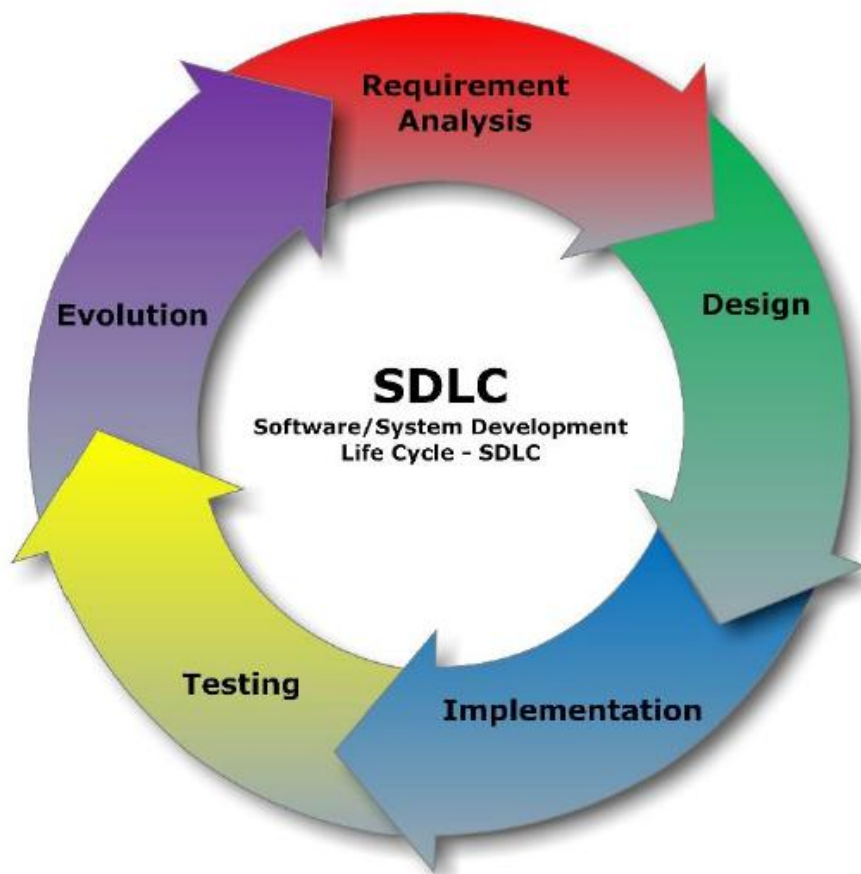 Requirement
Analysis
Design
Evolution
SDLC
Software/System Development
Life Cycle - SDLC
Testing
Implementation